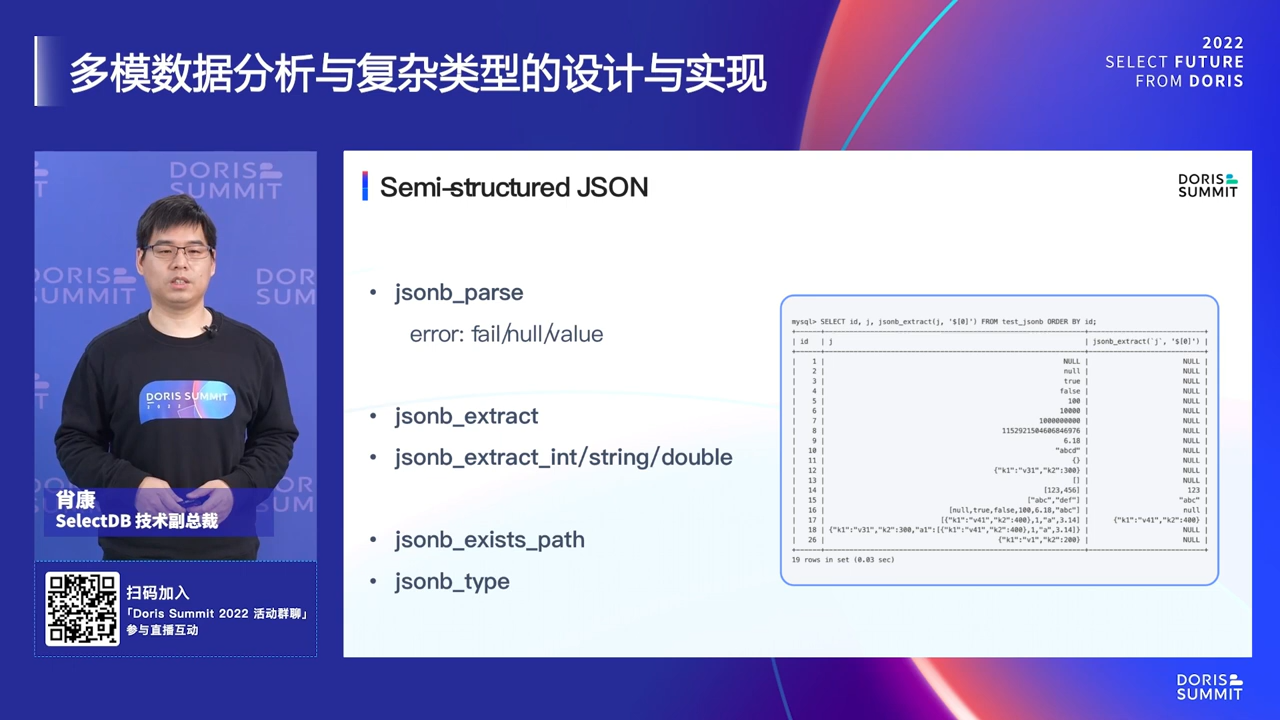 多模数据分析与复杂类型的设计与实现
2022
SELECT FUTURE
FROM DORIS
DORIS
SUMMIT
DORIS SUMMIT
2022
肖康
SelectDB 技术副总裁
扫码加入
「Doris Summit 2022 活动群聊」
参与直播互动
Semi-structured JSON
DORIS
SUMMIT
• jsonb_parse
error: fail/null/value
• jsonb_extract
• jsonb_extract_int/string/double
• jsonb_exists_path
• jsonb_type
mysql> SELECT id, j, jsonb_extract(j, '$[0]') FROM test_jsonb ORDER BY id;
| id | j | jsonb_extract(`j`, '$[0]') |
| 1 | NULL | NULL |
| 2 | null | NULL |
| 3 | true | NULL |
| 4 | false | NULL |
| 5 | 100 | NULL |
| 6 | 10000 | NULL |
| 7 | 1000000000 | NULL |
| 8 | 1152921504606846976 | NULL |
| 9 | 6.18 | NULL |
| 10 | "abcd" | NULL |
| 11 | {} | NULL |
| 12 | {"k1":"v31","k2":300} | NULL |
| 13 | [] | NULL |
| 14 | [123,456] | 123 |
| 15 | ["abc","def"] | "abc" |
| 16 | [null,true,false,100,6.18,"abc"] | null |
| 17 | [{"k1":"v41","k2":400},1,"a",3.14] | {"k1":"v41","k2":400} |
| 18 | {"k1":"v31","k2":300,"a1":[{"k1":"v41","k2":400},1,"a",3.14]} | NULL |
| 26 | {"k1":"v1","k2":200} | NULL |
19 rows in set (0.03 sec)
DORIS
SUMMIT